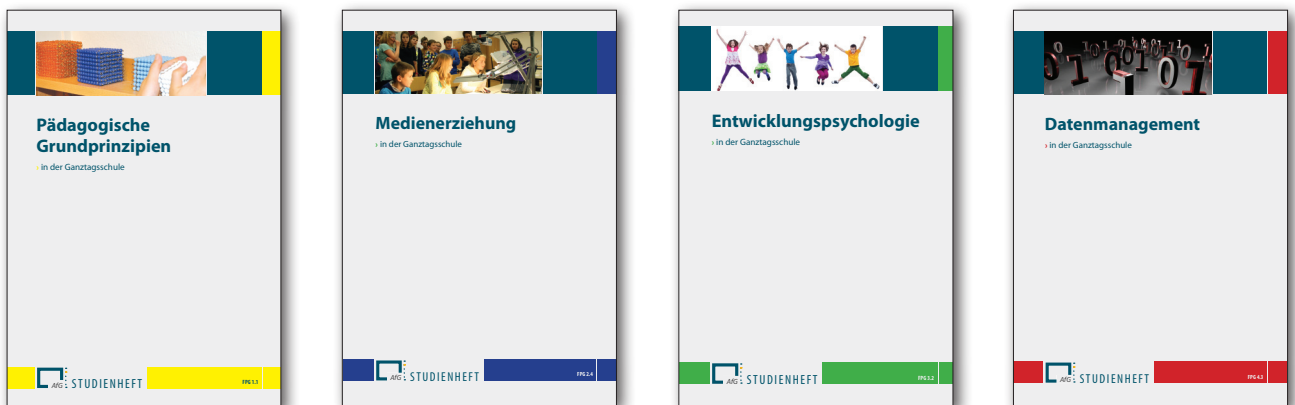 Pädagogische
Grundprinzipien
› in der Ganztagsschule
AfG STUDIENHEFT
FPG 1.1
Medienerziehung
› in der Ganztagsschule
AfG STUDIENHEFT
FPG 2.4
Entwicklungspsychologie
› in der Ganztagsschule
AfG STUDIENHEFT
FPG 3.2
Datenmanagement
› in der Ganztagsschule
AfG STUDIENHEFT
FPG 4.3